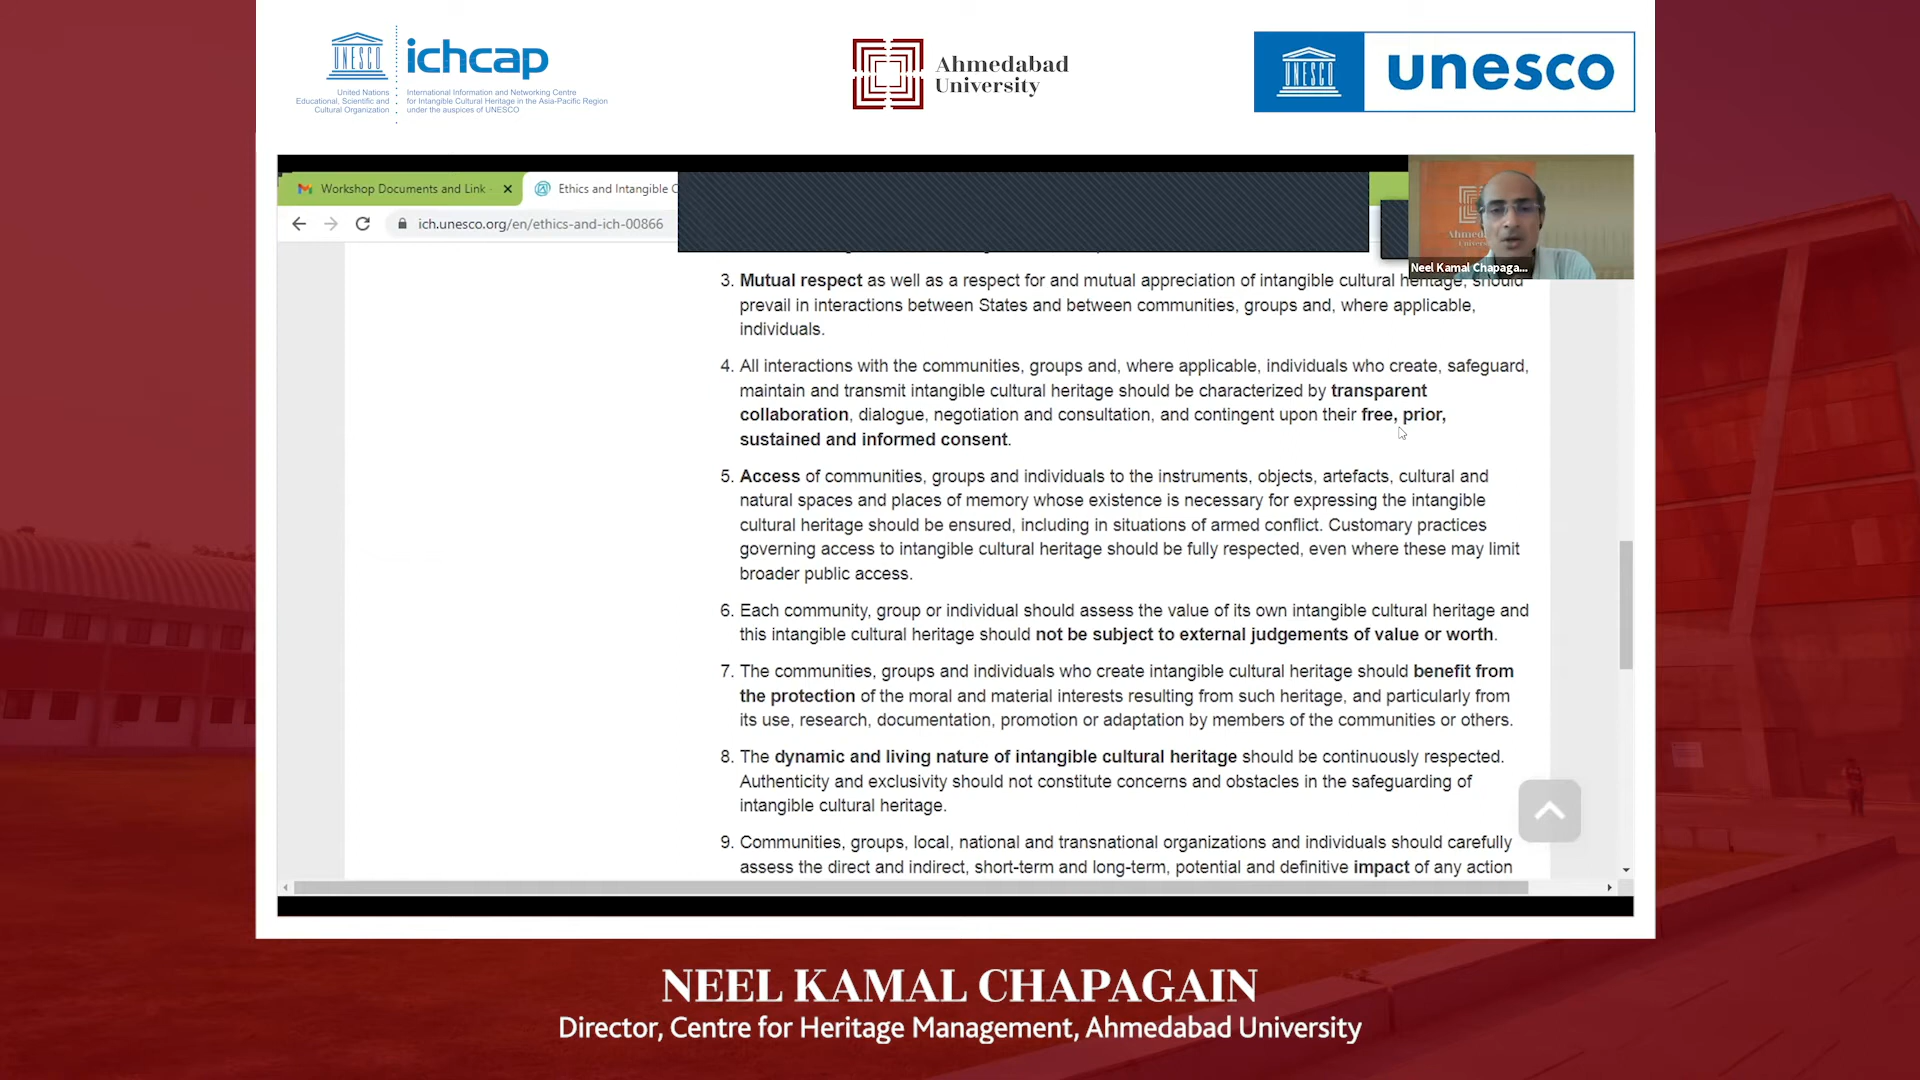 UNESCO
United Nations
Educational, Scientific and
Cultural Organization
ichcap
International Information and Networking Centre
for Intangible Cultural Heritage in the Asia-Pacific Region
under the auspices of UNESCO
Ahmedabad
University
UNESCO
unesco
Workshop Documents and Link
Ethics and Intangible C
ich.unesco.org/en/ethics-and-ich-00866
Neel Kamal Chapaga...
3. Mutual respect as well as a respect for and mutual appreciation of intangible cultural heritage, should
prevail in interactions between States and between communities, groups and, where applicable,
individuals.
4. All interactions with the communities, groups and, where applicable, individuals who create, safeguard,
maintain and transmit intangible cultural heritage should be characterized by transparent
collaboration, dialogue, negotiation and consultation, and contingent upon their free, prior,
sustained and informed consent.
5. Access of communities, groups and individuals to the instruments, objects, artefacts, cultural and
natural spaces and places of memory whose existence is necessary for expressing the intangible
cultural heritage should be ensured, including in situations of armed conflict. Customary practices
governing access to intangible cultural heritage should be fully respected, even where these may limit
broader public access.
6. Each community, group or individual should assess the value of its own intangible cultural heritage and
this intangible cultural heritage should not be subject to external judgements of value or worth.
7. The communities, groups and individuals who create intangible cultural heritage should benefit from
the protection of the moral and material interests resulting from such heritage, and particularly from
its use, research, documentation, promotion or adaptation by members of the communities or others.
8. The dynamic and living nature of intangible cultural heritage should be continuously respected.
Authenticity and exclusivity should not constitute concerns and obstacles in the safeguarding of
intangible cultural heritage.
9. Communities, groups, local, national and transnational organizations and individuals should carefully
assess the direct and indirect, short-term and long-term, potential and definitive impact of any action
NEEL KAMAL CHAPAGAIN
Director, Centre for Heritage Management, Ahmedabad University